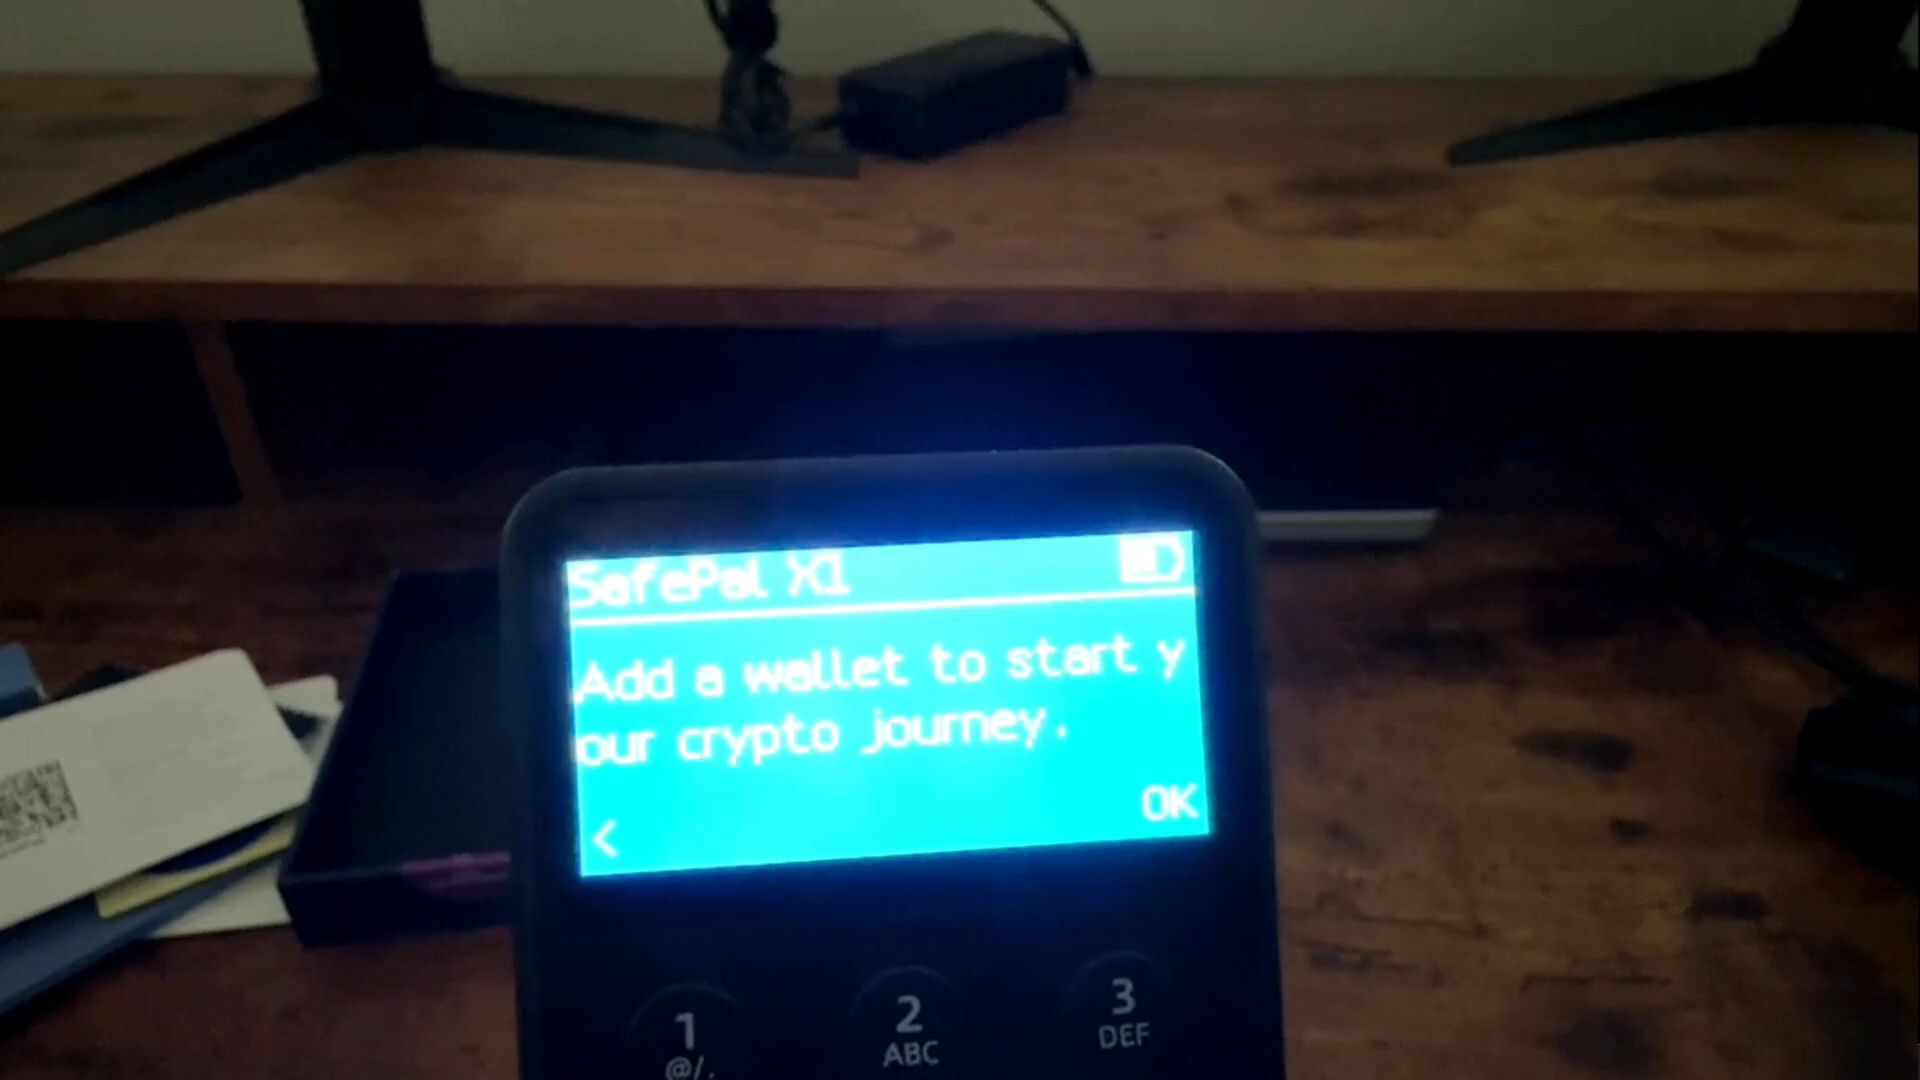 SafePal X1
Add a wallet to start y
our crypto journey.
< OK
1 2 3
@/. ABC DEF